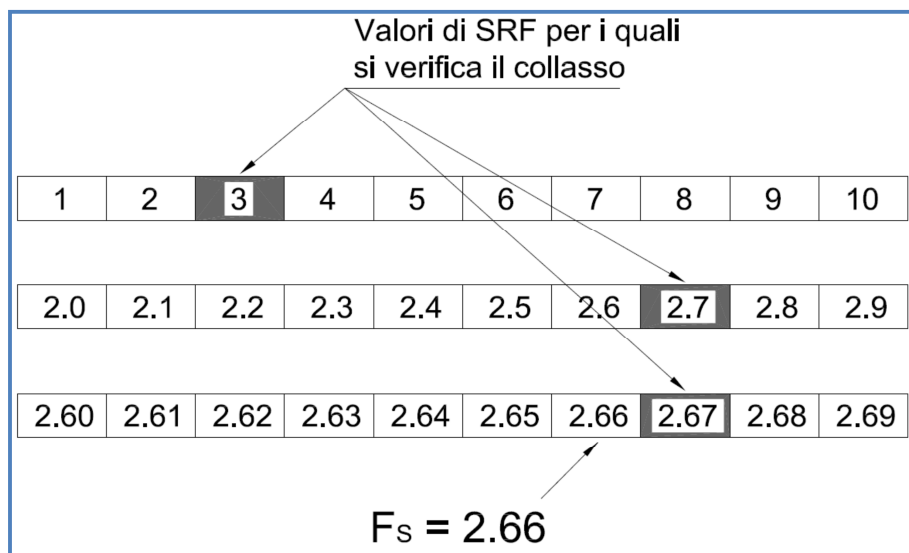 Valori di SRF per i quali
si verifica il collasso
1 2 3 4 5 6 7 8 9 10
2.0 2.1 2.2 2.3 2.4 2.5 2.6 2.7 2.8 2.9
2.60 2.61 2.62 2.63 2.64 2.65 2.66 2.67 2.68 2.69
Fs = 2.66